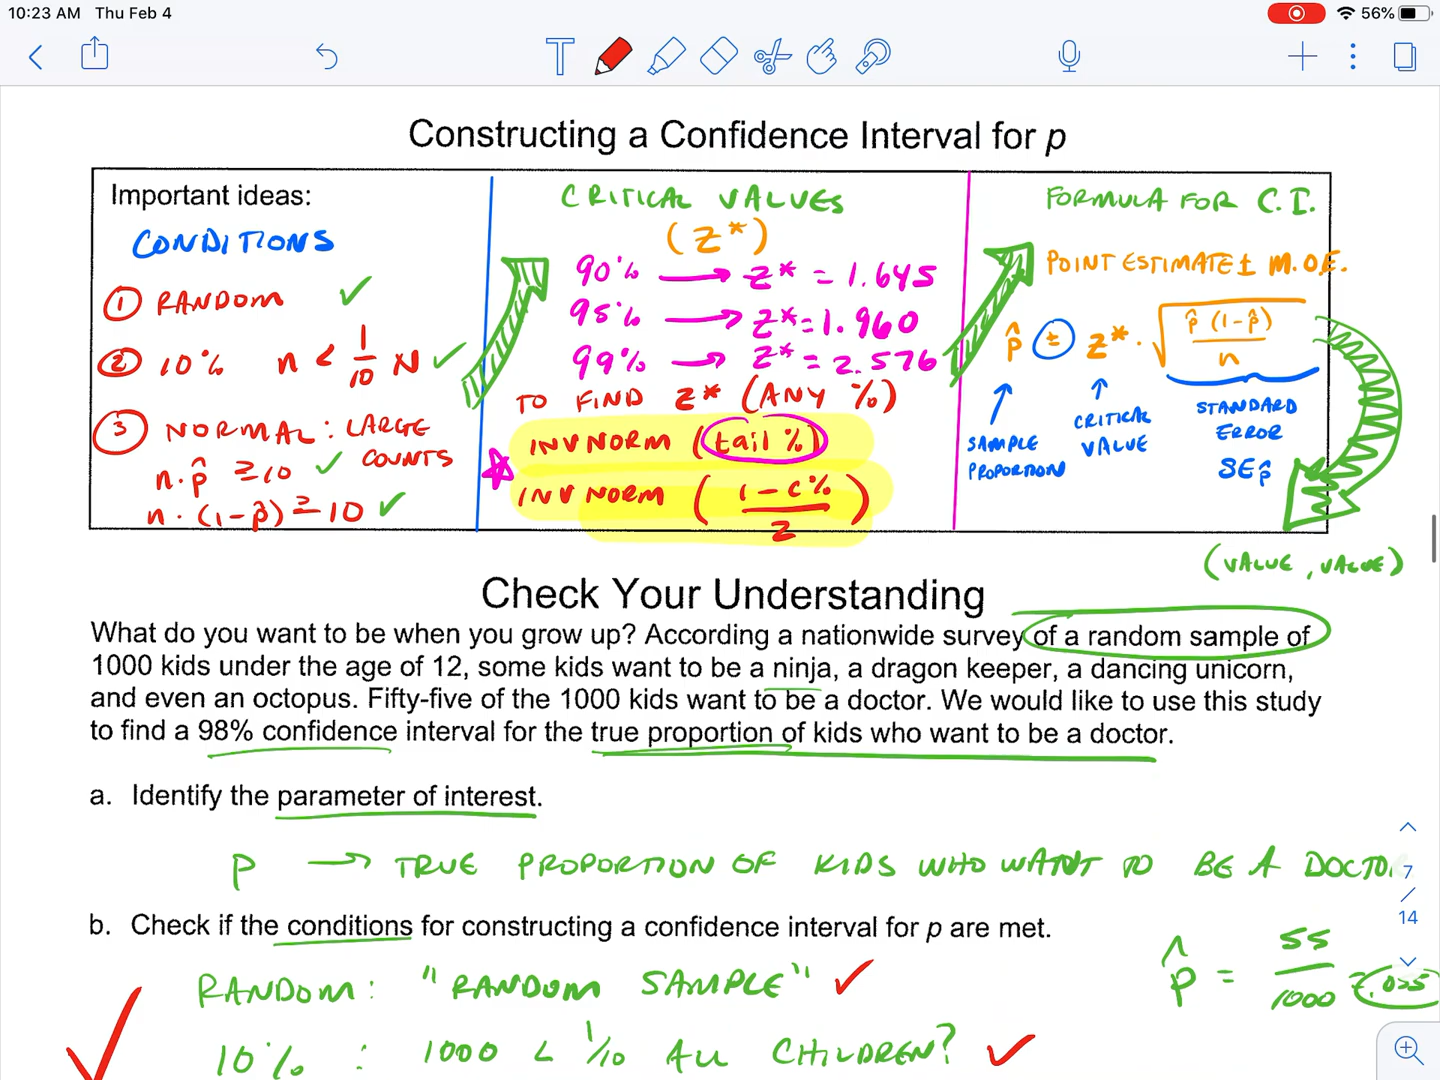 10:23 AM Thu Feb 4
56%
Constructing a Confidence Interval for p
Important ideas:
CONDITIONS
① RANDOM ✓
② 10% n < 1/10 N ✓
③ NORMAL: LARGE COUNTS
n·p̂ ≥ 10 ✓
n·(1-p̂) ≥ 10 ✓
CRITICAL VALUES
(z*)
90% → z* = 1.645
95% → z* = 1.960
99% → z* = 2.576
TO FIND z* (ANY %)
INVNORM (tail %)
INVNORM ((1-C%)/2)
FORMULA FOR C.I.
POINT ESTIMATE ± M.O.E.
p̂ ± z* · √(p̂(1-p̂)/n)
SAMPLE PROPORTION
CRITICAL VALUE
STANDARD ERROR
SEp̂
(VALUE, VALUE)
Check Your Understanding
What do you want to be when you grow up? According a nationwide survey of a random sample of
1000 kids under the age of 12, some kids want to be a ninja, a dragon keeper, a dancing unicorn,
and even an octopus. Fifty-five of the 1000 kids want to be a doctor. We would like to use this study
to find a 98% confidence interval for the true proportion of kids who want to be a doctor.
a. Identify the parameter of interest.
p → TRUE PROPORTION OF KIDS WHO WANT TO BE A DOCTOR
7 / 14
b. Check if the conditions for constructing a confidence interval for p are met.
p̂ = 55/1000 = .055
RANDOM: "RANDOM SAMPLE" ✓
10% : 1000 < 1/10 ALL CHILDREN? ✓